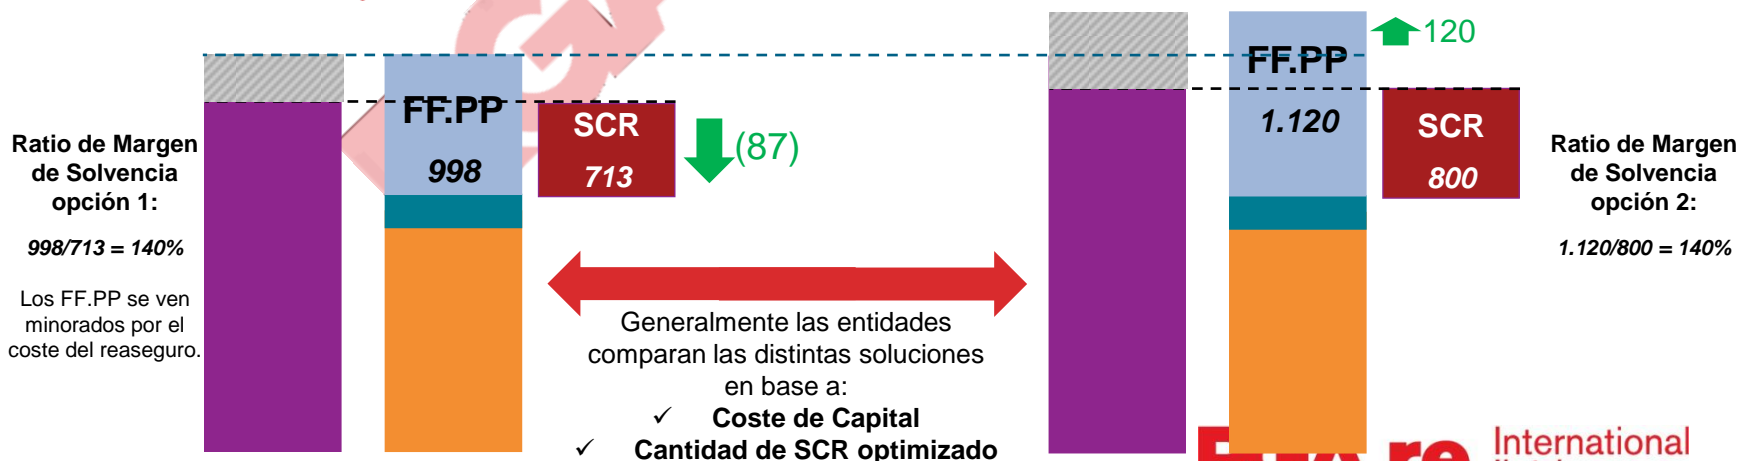 Ratio de Margen
de Solvencia
opción 1:
998/713 = 140%
Los FF.PP se ven
minorados por el
coste del reaseguro.
FF.PP
998
SCR
713
(87)
Generalmente las entidades
comparan las distintas soluciones
en base a:
✓ Coste de Capital
✓ Cantidad de SCR optimizado
FF.PP
1.120
120
SCR
800
Ratio de Margen
de Solvencia
opción 2:
1.120/800 = 140%
re
International